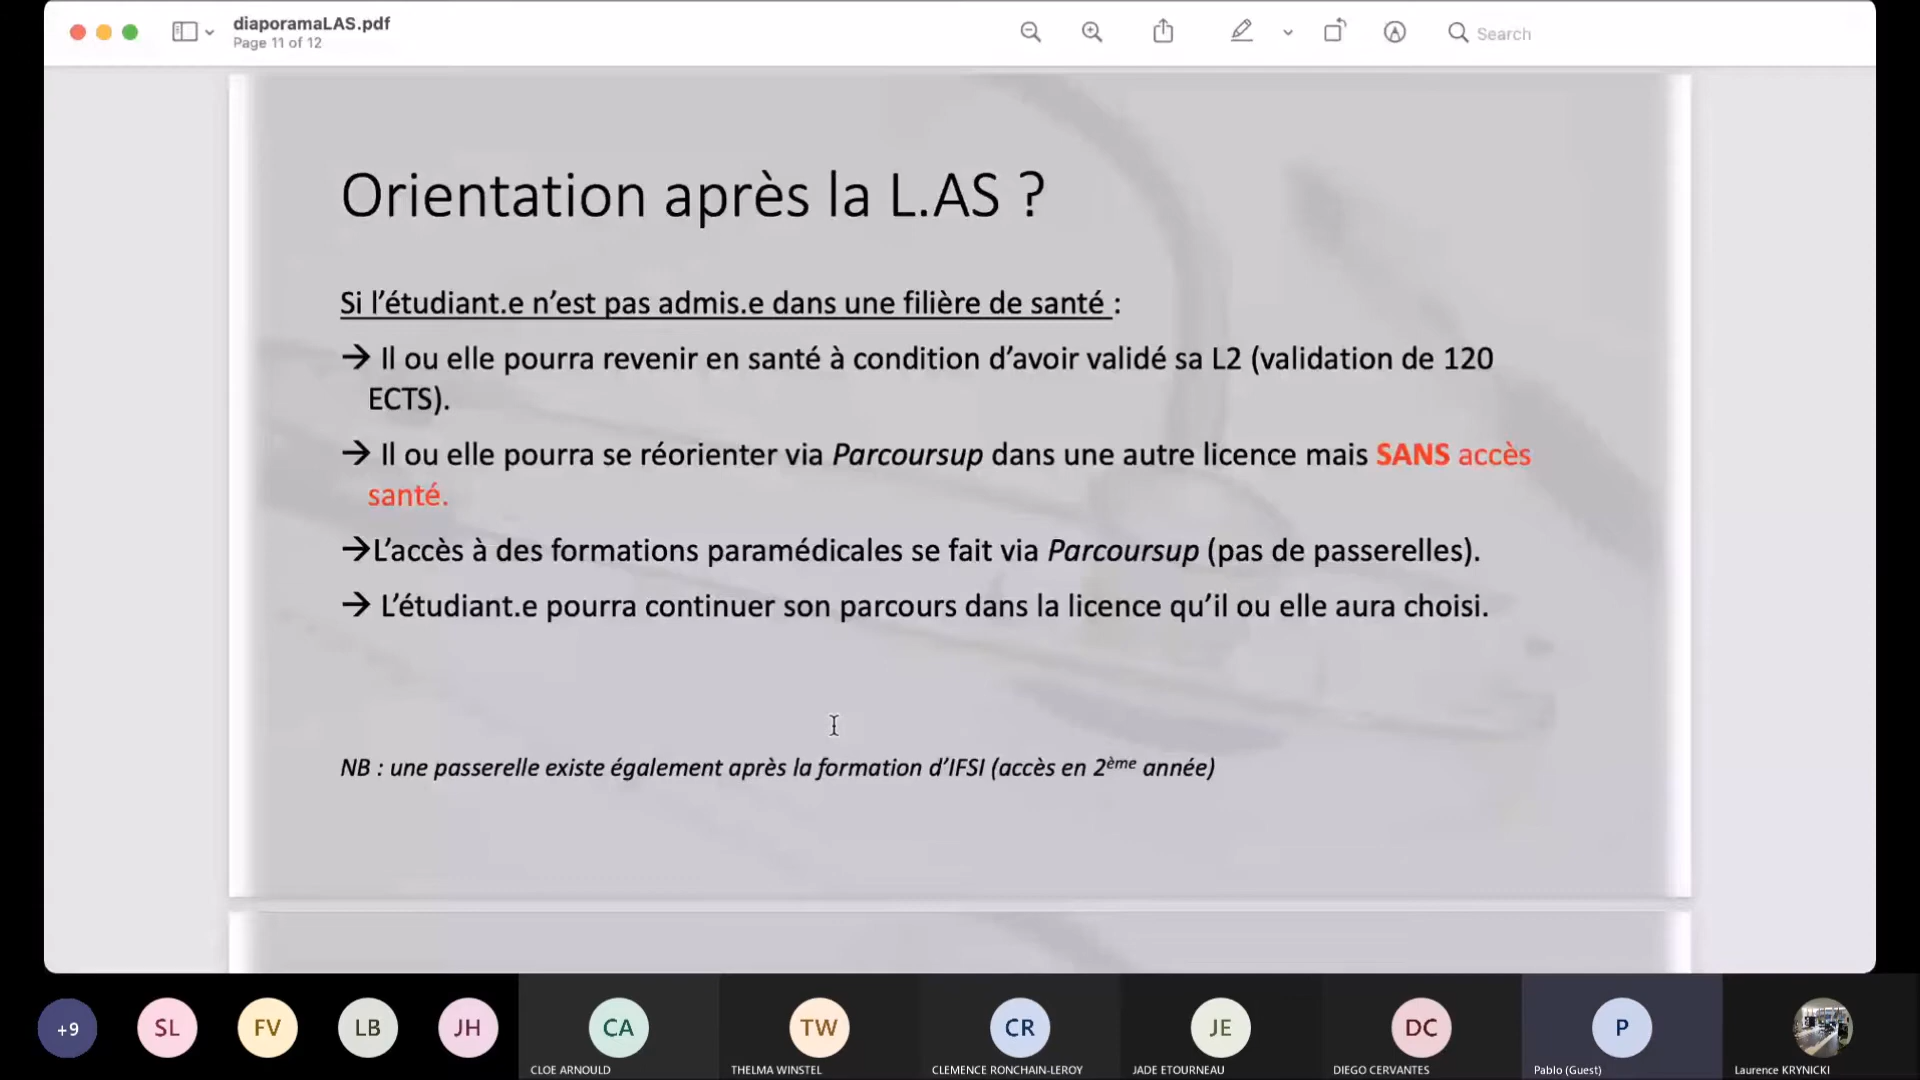 diaporamaLAS.pdf
Page 11 of 12
Search
Orientation après la L.AS ?
Si l’étudiant.e n’est pas admis.e dans une filière de santé :
→ Il ou elle pourra revenir en santé à condition d’avoir validé sa L2 (validation de 120
ECTS).
→ Il ou elle pourra se réorienter via Parcoursup dans une autre licence mais SANS accès
santé.
→L’accès à des formations paramédicales se fait via Parcoursup (pas de passerelles).
→ L’étudiant.e pourra continuer son parcours dans la licence qu’il ou elle aura choisi.
NB : une passerelle existe également après la formation d’IFSI (accès en 2ème année)
+9 SL FV LB JH CA TW CR JE DC P
CLOE ARNOULD THELMA WINSTEL CLEMENCE RONCHAIN-LEROY JADE ETOURNEAU DIEGO CERVANTES Pablo (Guest) Laurence KRYNICKI